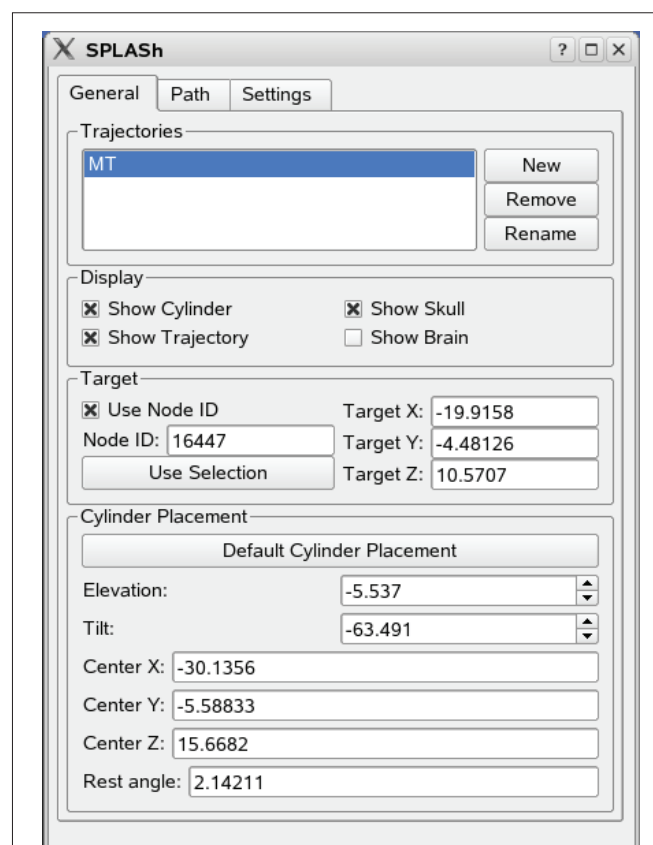 SPLASh
General Path Settings
Trajectories
MT
New
Remove
Rename
Display
Show Cylinder Show Skull
Show Trajectory Show Brain
Target
Use Node ID Target X: -19.9158
Node ID: 16447 Target Y: -4.48126
Use Selection Target Z: 10.5707
Cylinder Placement
Default Cylinder Placement
Elevation: -5.537
Tilt: -63.491
Center X: -30.1356
Center Y: -5.58833
Center Z: 15.6682
Rest angle: 2.14211